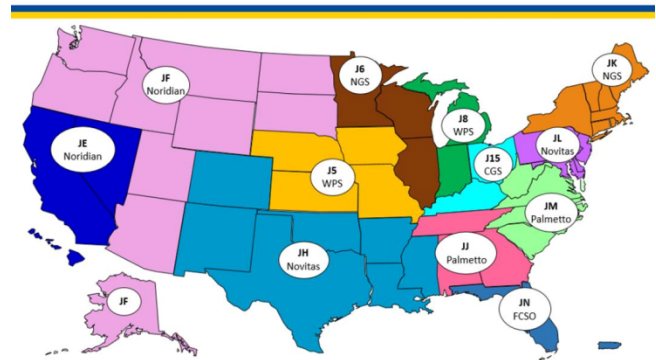 JF
Noridian
J6
NGS
JK
NGS
J8
WPS
JE
Noridian
JL
Novitas
J15
CGS
J5
WPS
JM
Palmetto
JH
Novitas
JJ
Palmetto
JF
JN
FCSO